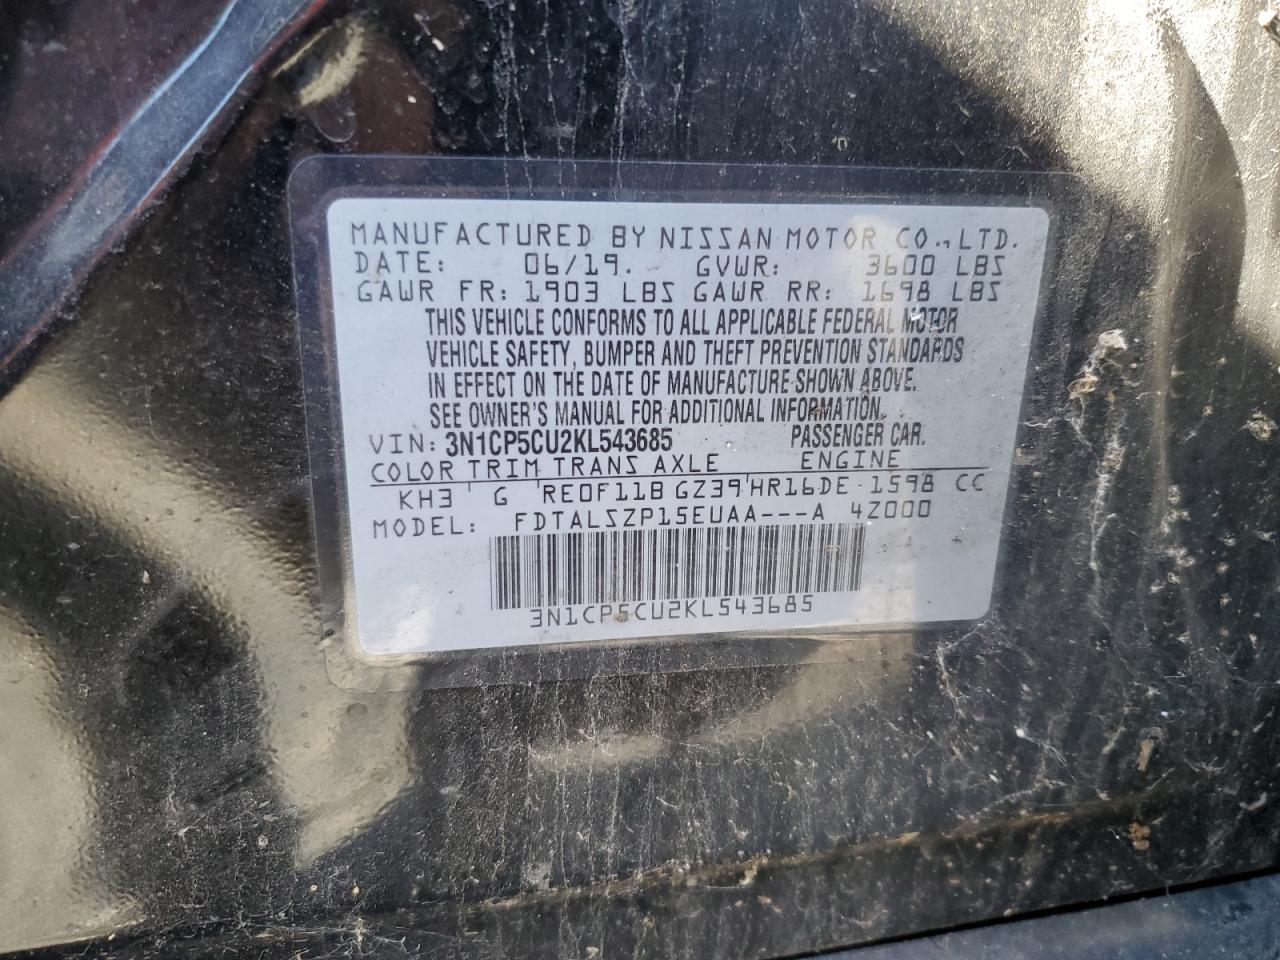 MANUFACTURED BY NISSAN MOTOR CO., LTD.
DATE: 06/19. GVWR: 3600 LBS
GAWR FR: 1903 LBS GAWR RR: 1698 LBS
THIS VEHICLE CONFORMS TO ALL APPLICABLE FEDERAL MOTOR
VEHICLE SAFETY, BUMPER AND THEFT PREVENTION STANDARDS
IN EFFECT ON THE DATE OF MANUFACTURE SHOWN ABOVE.
SEE OWNER'S MANUAL FOR ADDITIONAL INFORMATION.
VIN: 3N1CP5CU2KL543685 PASSENGER CAR.
COLOR TRIM TRANS AXLE ENGINE
KH3 G RE0F11B GZ39 HR16DE 1598 CC
MODEL: FDTALSZP15EUAA---A 4Z000
3N1CP5CU2KL543685